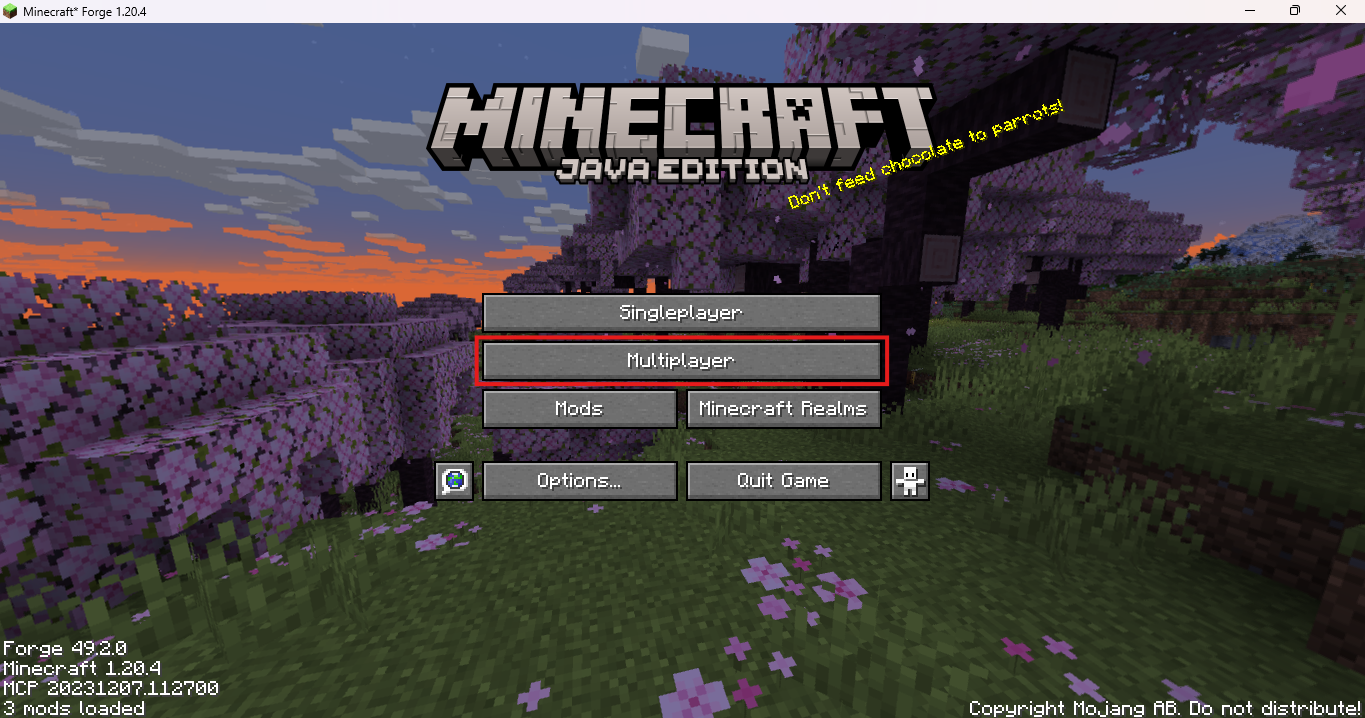 Minecraft* Forge 1.20.4
MINECRAFT
JAVA EDITION
Don't feed chocolate to parrots!
Singleplayer
Multiplayer
Mods
Minecraft Realms
Options...
Quit Game
Forge 49.2.0
Minecraft 1.20.4
MCP 20231207.112700
3 mods loaded
Copyright Mojang AB. Do not distribute!